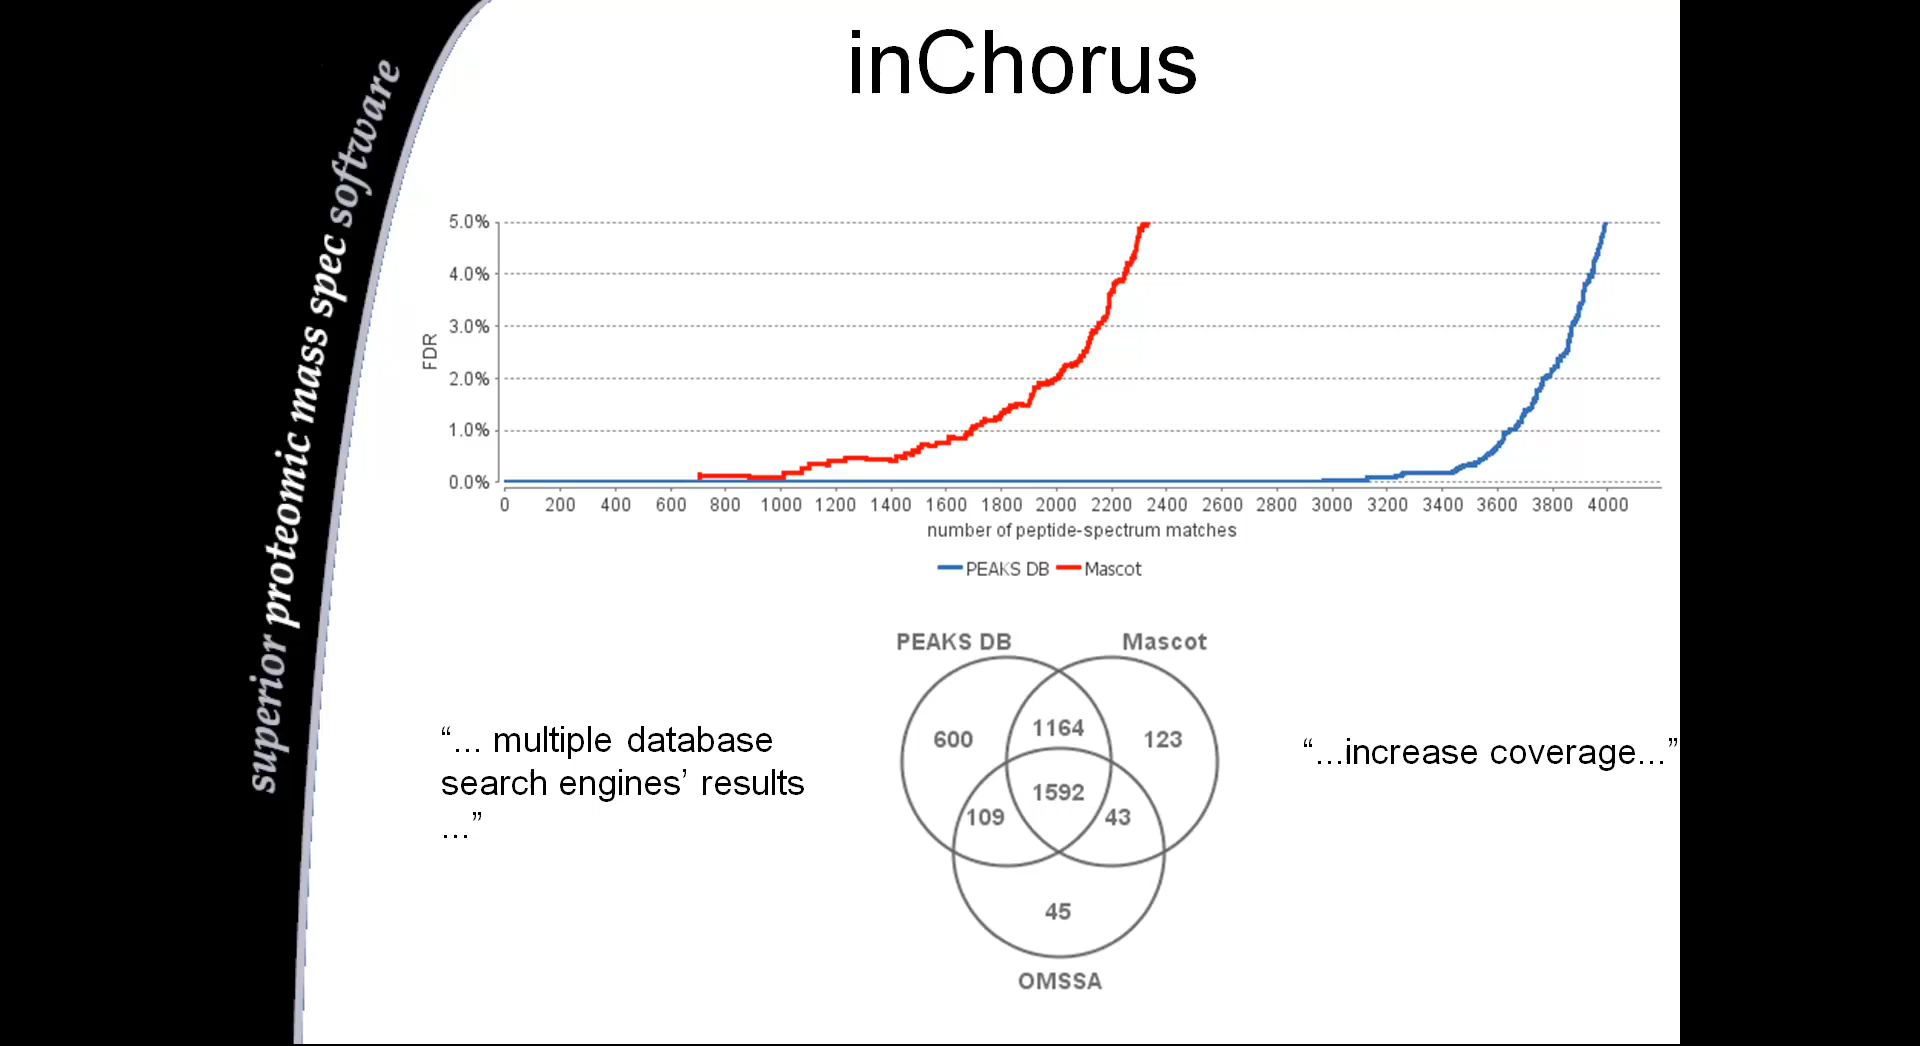 inChorus
superior proteomic mass spec software
5.0%
4.0%
3.0%
2.0%
1.0%
0.0%
FDR
0 200 400 600 800 1000 1200 1400 1600 1800 2000 2200 2400 2600 2800 3000 3200 3400 3600 3800 4000
number of peptide-spectrum matches
PEAKS DB Mascot
PEAKS DB Mascot
600 1164 123
1592
109 43
45
OMSSA
“... multiple database
search engines’ results
...”
“...increase coverage...”